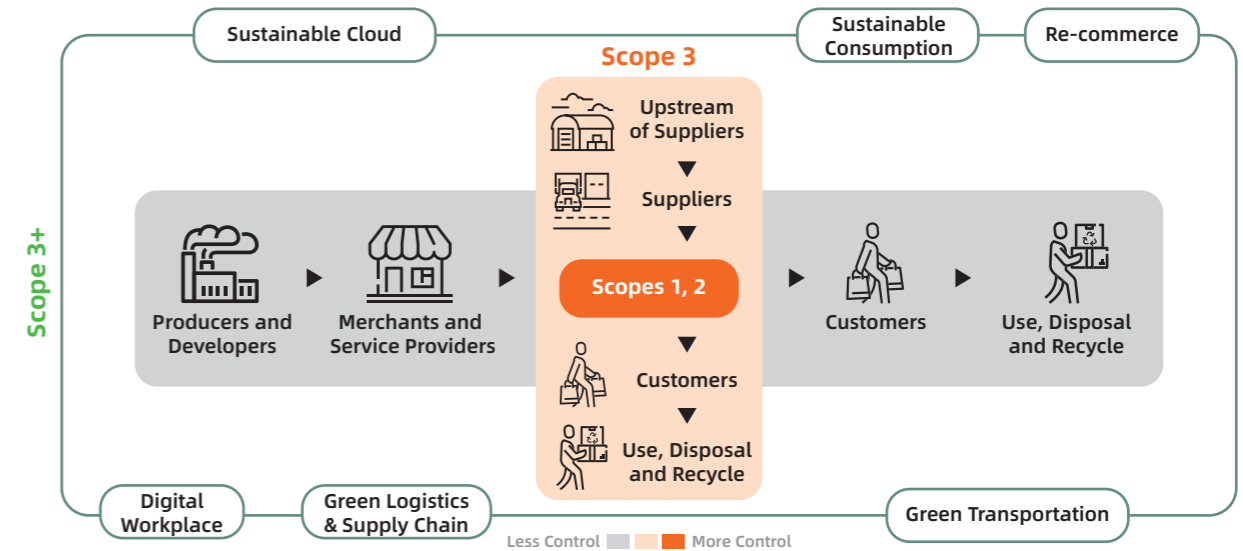 Sustainable Cloud
Sustainable
Consumption
Re-commerce
Scope 3
Upstream
of Suppliers
Suppliers
Scope 3+
Producers and
Developers
Merchants and
Service Providers
Scopes 1, 2
Customers
Use, Disposal
and Recycle
Customers
Use, Disposal
and Recycle
Digital
Workplace
Green Logistics
& Supply Chain
Green Transportation
Less Control
More Control